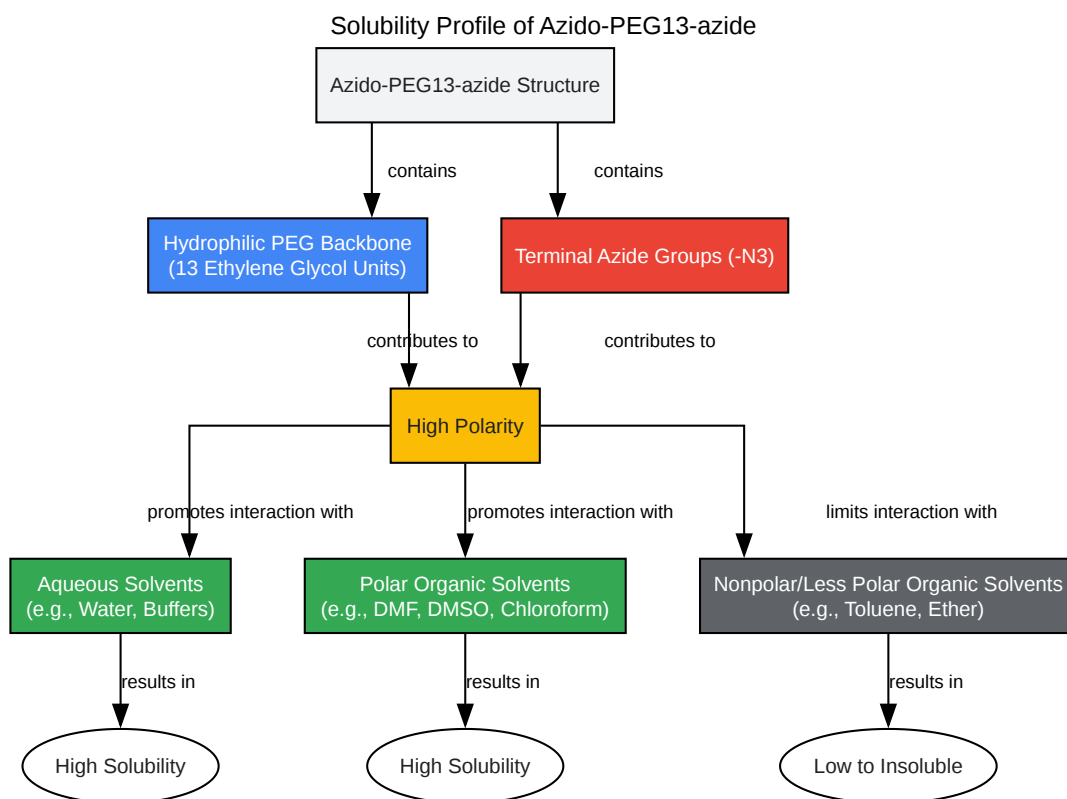 Solubility Profile of Azido-PEG13-azide
Azido-PEG13-azide Structure
contains
contains
Hydrophilic PEG Backbone
(13 Ethylene Glycol Units)
Terminal Azide Groups (-N3)
contributes to
contributes to
High Polarity
promotes interaction with
promotes interaction with
limits interaction with
Aqueous Solvents
(e.g., Water, Buffers)
Polar Organic Solvents
(e.g., DMF, DMSO, Chloroform)
Nonpolar/Less Polar Organic Solvents
(e.g., Toluene, Ether)
results in
results in
results in
High Solubility
High Solubility
Low to Insoluble